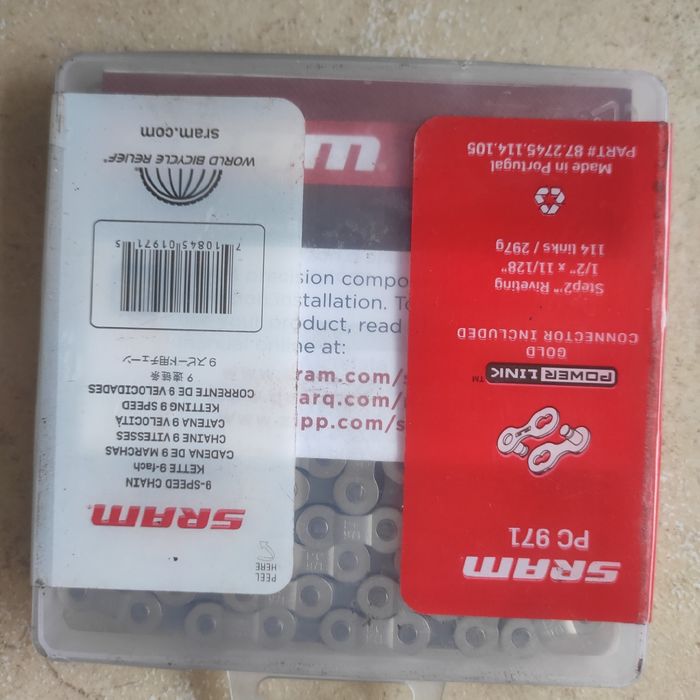 PEEL
HERE
SRAM
9-SPEED CHAIN
KETTE 9-fach
CADENA DE 9 MARCHAS
CHAINE 9 VITESSES
CATENA 9 VELOCITÀ
KETTING 9 SPEED
CORRENTE DE 9 VELOCIDADES
9 速链条
9 スピード用チェーン
7 10845 01971 5
WORLD BICYCLE RELIEF®
sram.com
SRAM
PC 971
POWER LINK™
GOLD
CONNECTOR INCLUDED
Step2™ Riveting
1/2" x 11/128"
114 links / 297g
Made in Portugal
PART# 87.2745.114.105
cision compo
installation. To
product, read
ine at:
ram.com/s
arq.com/
pp.com/s